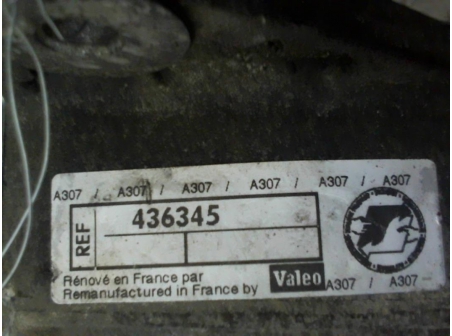 A307 / A307 / A307 / A307 / A307 / A307
REF 436345
Rénové en France par
Remanufactured in France by Valeo A307 / A307